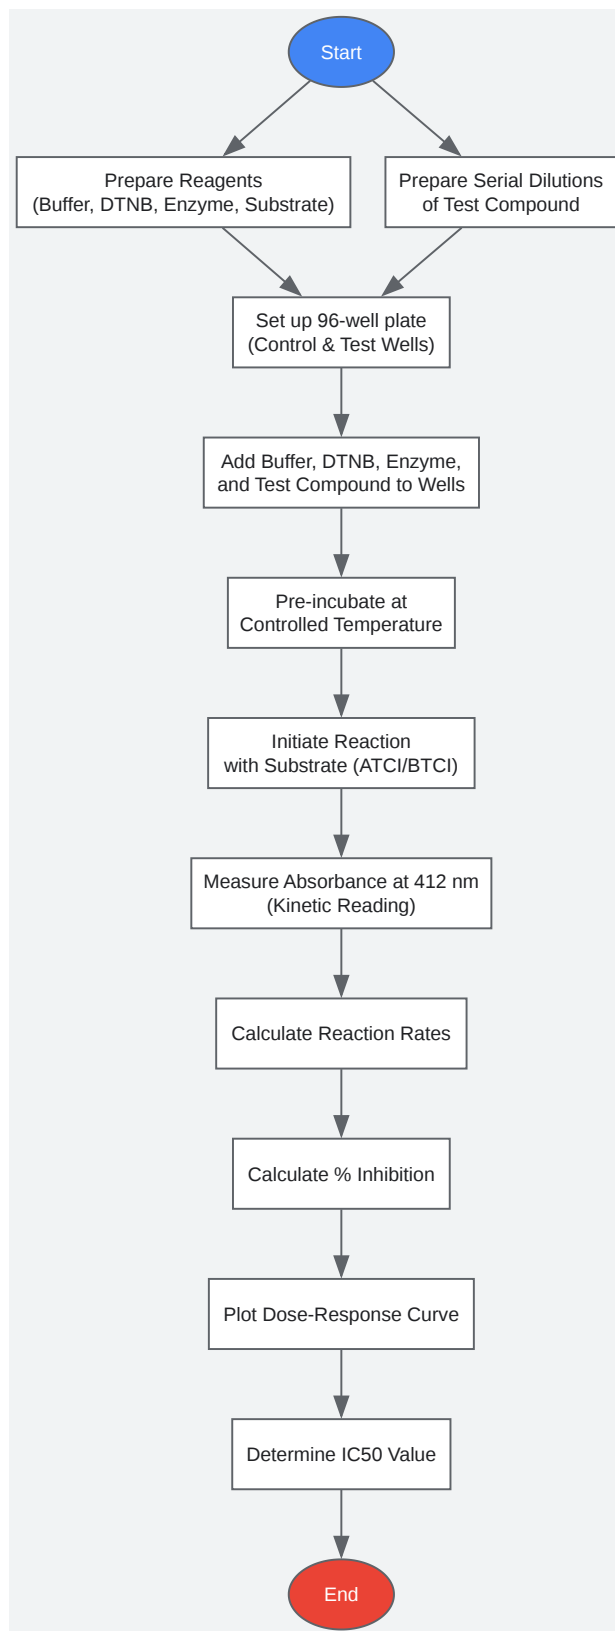 Start
Prepare Reagents
(Buffer, DTNB, Enzyme, Substrate)
Prepare Serial Dilutions
of Test Compound
Set up 96-well plate
(Control & Test Wells)
Add Buffer, DTNB, Enzyme,
and Test Compound to Wells
Pre-incubate at
Controlled Temperature
Initiate Reaction
with Substrate (ATCI/BTCI)
Measure Absorbance at 412 nm
(Kinetic Reading)
Calculate Reaction Rates
Calculate % Inhibition
Plot Dose-Response Curve
Determine IC50 Value
End